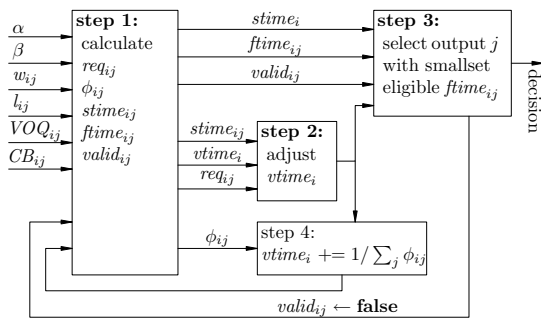 α
β
w_ij
l_ij
VOQ_ij
CB_ij
step 1:
calculate
req_ij
ϕ_ij
stime_ij
ftime_ij
valid_ij
stime_i
ftime_ij
valid_ij
stime_ij
vtime_i
req_ij
ϕ_ij
step 2:
adjust
vtime_i
step 3:
select output j
with smallset
eligible ftime_ij
decision
step 4:
vtime_i += 1/∑_j ϕ_ij
valid_ij ← false